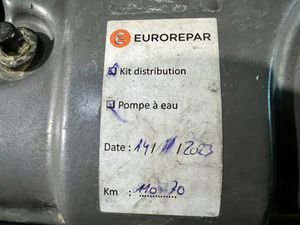 EUROREPAR
Kit distribution
Pompe à eau
Date : 14/11/2023
Km :